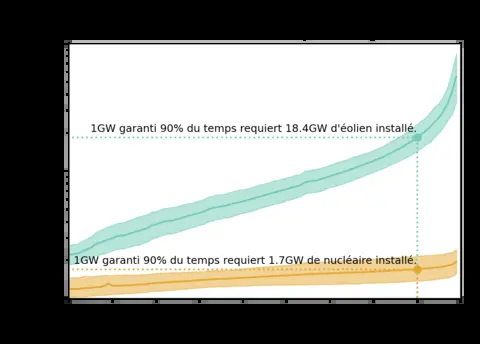 1GW garanti 90% du temps requiert 18.4GW d'éolien installé.
1GW garanti 90% du temps requiert 1.7GW de nucléaire installé.